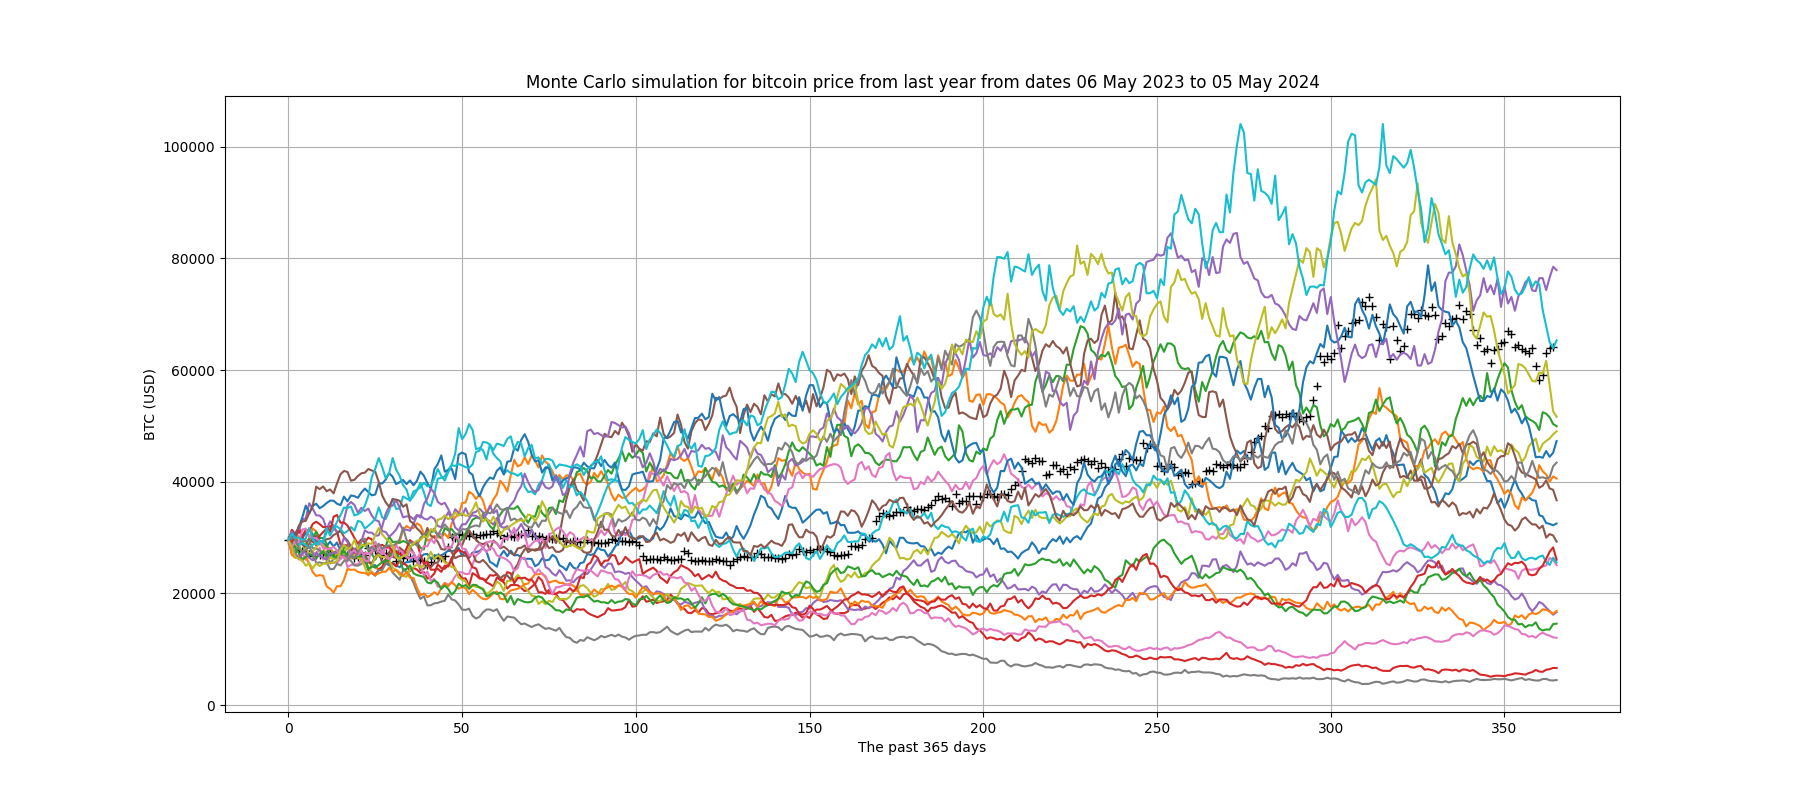 Monte Carlo simulation for bitcoin price from last year from dates 06 May 2023 to 05 May 2024
100000
80000
60000
40000
20000
0
BTC (USD)
0 50 100 150 200 250 300 350
The past 365 days